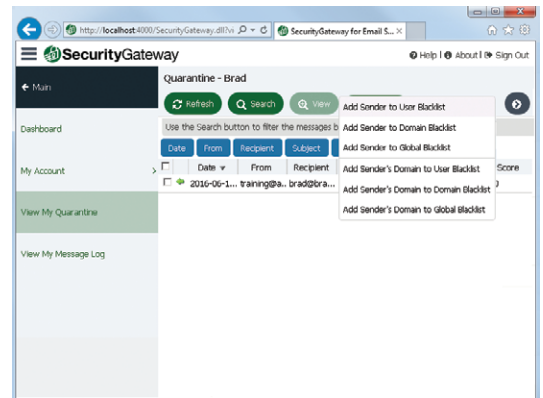 http://localhost:4000/SecurityGateway.dll?vi
SecurityGateway for Email S...
SecurityGateway
Help | About | Sign Out
Main
Quarantine - Brad
Refresh
Search
View
Add Sender to User Blacklist
Add Sender to Domain Blacklist
Add Sender to Global Blacklist
Add Sender's Domain to User Blacklist
Add Sender's Domain to Domain Blacklist
Add Sender's Domain to Global Blacklist
Use the Search button to filter the messages b
Date From Recipient Subject
Date From Recipient Score
2016-06-1... training@a.. brad@bra...
Dashboard
My Account
View My Quarantine
View My Message Log